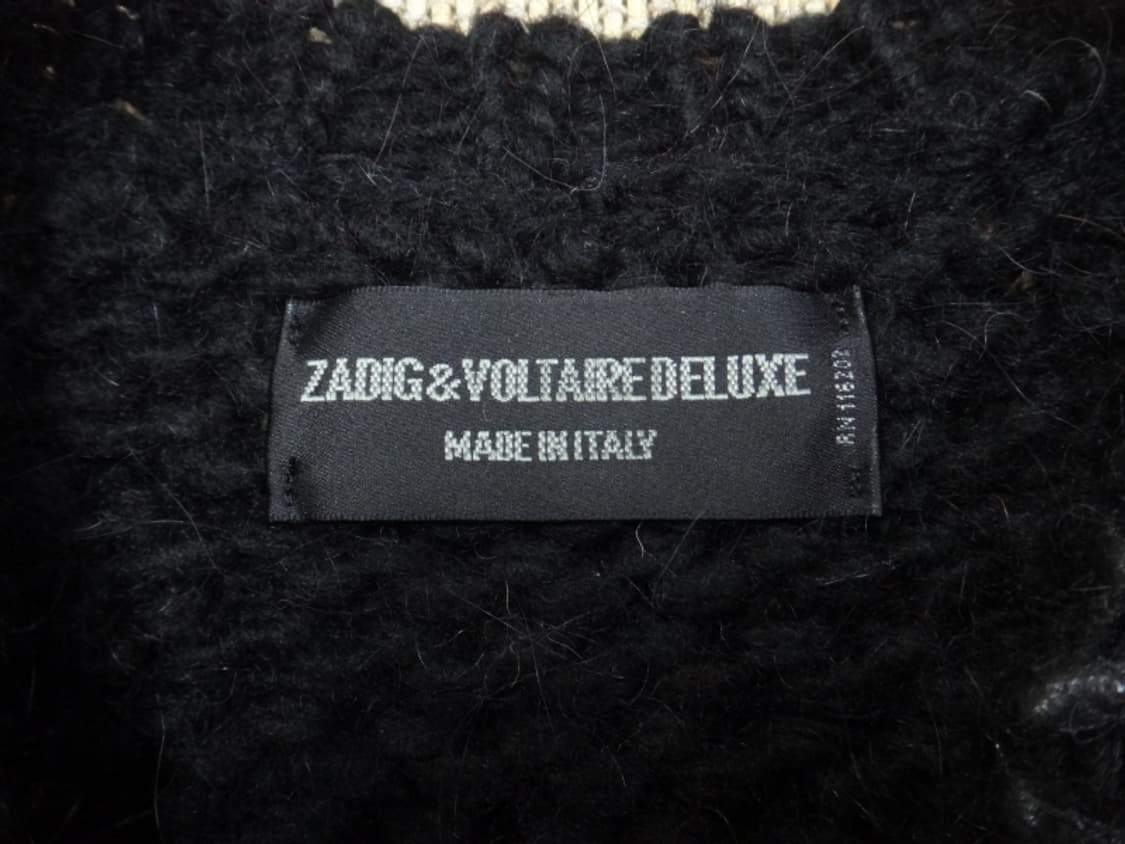 ZADIG&VOLTAIRE DELUXE
MADE IN ITALY
RN 116202